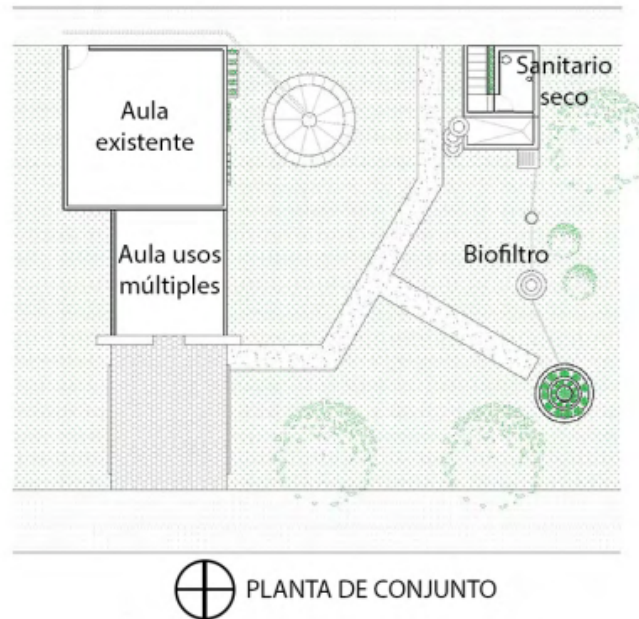 Sanitario
seco
Aula
existente
Aula usos
múltiples
Biofiltro
PLANTA DE CONJUNTO